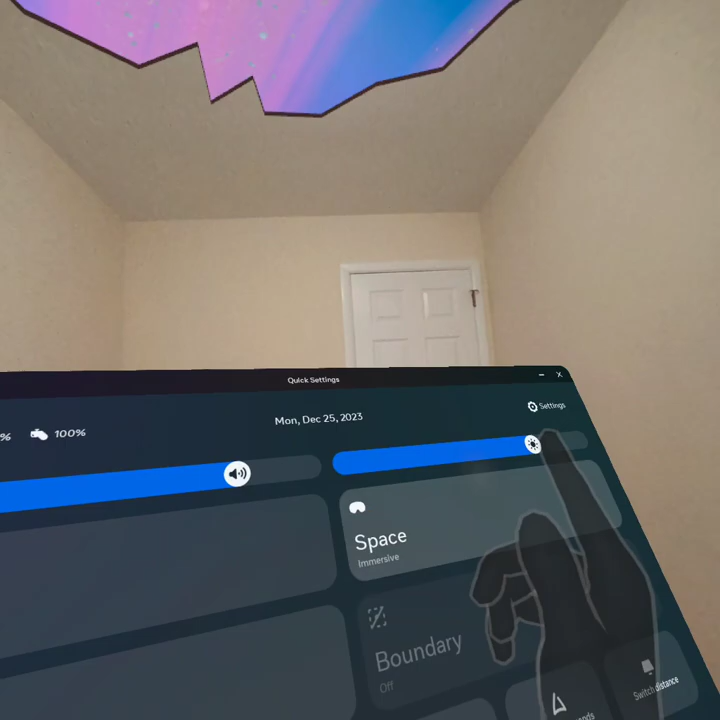 Quick Settings
Settings
Mon, Dec 25, 2023
%
100%
Space
Immersive
Boundary
Off
Switch distance